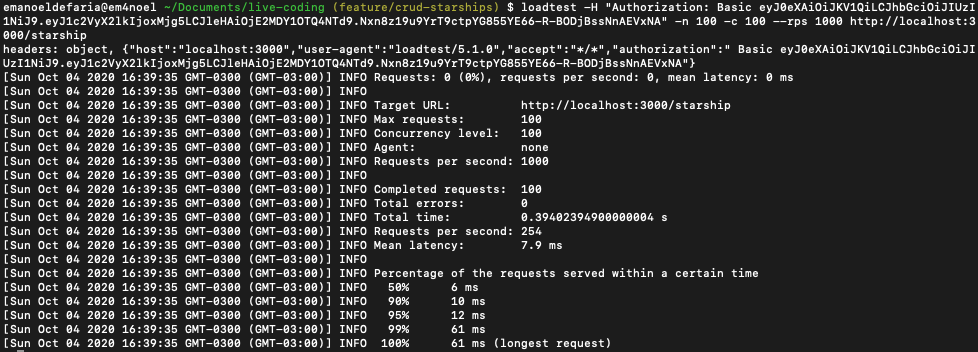 emanoeldefaria@em4noel ~/Documents/live-coding (feature/crud-starships) $ loadtest -H "Authorization: Basic eyJ0eXAiOiJKV1QiLCJhbGciOiJIUzI
1NiJ9.eyJ1c2VyX2lkIjoxMjg5LCJleHAiOjE2MDY1OTQ4NTd9.Nxn8z19u9YrT9ctpYG855YE66-R-BODjBssNnAEVxNA" -n 100 -c 100 --rps 1000 http://localhost:3
000/starship
headers: object, {"host":"localhost:3000","user-agent":"loadtest/5.1.0","accept":"*/*","authorization":" Basic eyJ0eXAiOiJKV1QiLCJhbGciOiJI
UzI1NiJ9.eyJ1c2VyX2lkIjoxMjg5LCJleHAiOjE2MDY1OTQ4NTd9.Nxn8z19u9YrT9ctpYG855YE66-R-BODjBssNnAEVxNA"}
[Sun Oct 04 2020 16:39:35 GMT-0300 (GMT-03:00)] INFO Requests: 0 (0%), requests per second: 0, mean latency: 0 ms
[Sun Oct 04 2020 16:39:35 GMT-0300 (GMT-03:00)] INFO
[Sun Oct 04 2020 16:39:35 GMT-0300 (GMT-03:00)] INFO Target URL: http://localhost:3000/starship
[Sun Oct 04 2020 16:39:35 GMT-0300 (GMT-03:00)] INFO Max requests: 100
[Sun Oct 04 2020 16:39:35 GMT-0300 (GMT-03:00)] INFO Concurrency level: 100
[Sun Oct 04 2020 16:39:35 GMT-0300 (GMT-03:00)] INFO Agent: none
[Sun Oct 04 2020 16:39:35 GMT-0300 (GMT-03:00)] INFO Requests per second: 1000
[Sun Oct 04 2020 16:39:35 GMT-0300 (GMT-03:00)] INFO
[Sun Oct 04 2020 16:39:35 GMT-0300 (GMT-03:00)] INFO Completed requests: 100
[Sun Oct 04 2020 16:39:35 GMT-0300 (GMT-03:00)] INFO Total errors: 0
[Sun Oct 04 2020 16:39:35 GMT-0300 (GMT-03:00)] INFO Total time: 0.39402394900000004 s
[Sun Oct 04 2020 16:39:35 GMT-0300 (GMT-03:00)] INFO Requests per second: 254
[Sun Oct 04 2020 16:39:35 GMT-0300 (GMT-03:00)] INFO Mean latency: 7.9 ms
[Sun Oct 04 2020 16:39:35 GMT-0300 (GMT-03:00)] INFO
[Sun Oct 04 2020 16:39:35 GMT-0300 (GMT-03:00)] INFO Percentage of the requests served within a certain time
[Sun Oct 04 2020 16:39:35 GMT-0300 (GMT-03:00)] INFO 50% 6 ms
[Sun Oct 04 2020 16:39:35 GMT-0300 (GMT-03:00)] INFO 90% 10 ms
[Sun Oct 04 2020 16:39:35 GMT-0300 (GMT-03:00)] INFO 95% 12 ms
[Sun Oct 04 2020 16:39:35 GMT-0300 (GMT-03:00)] INFO 99% 61 ms
[Sun Oct 04 2020 16:39:35 GMT-0300 (GMT-03:00)] INFO 100% 61 ms (longest request)